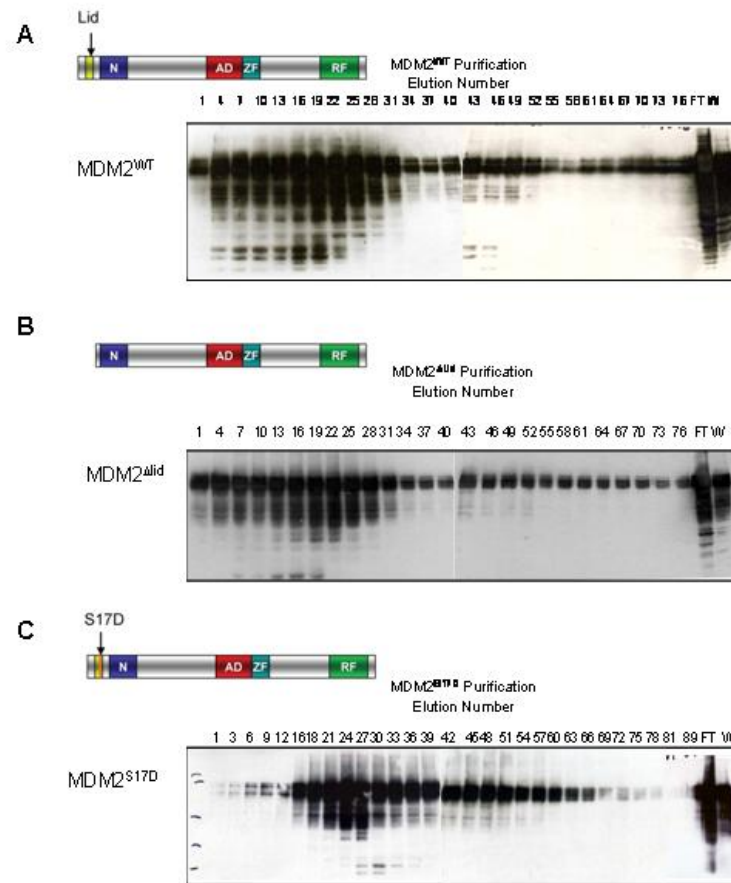 A
Lid
N AD ZF RF
MDM2ᵂᵀ Purification
Elution Number
1 4 7 10 13 16 19 22 25 28 31 34 37 40 43 46 49 52 55 58 61 64 67 70 73 76 FT W
MDM2ᵂᵀ
B
N AD ZF RF
MDM2 Purification
Elution Number
1 4 7 10 13 16 19 22 25 28 31 34 37 40 43 46 49 52 55 58 61 64 67 70 73 76 FT W
MDM2Δlid
C
S17D
N AD ZF RF
MDM2 Purification
Elution Number
1 3 6 9 12 16 18 21 24 27 30 33 36 39 42 45 48 51 54 57 60 63 66 69 72 75 78 81 89 FT W
MDM2S17D